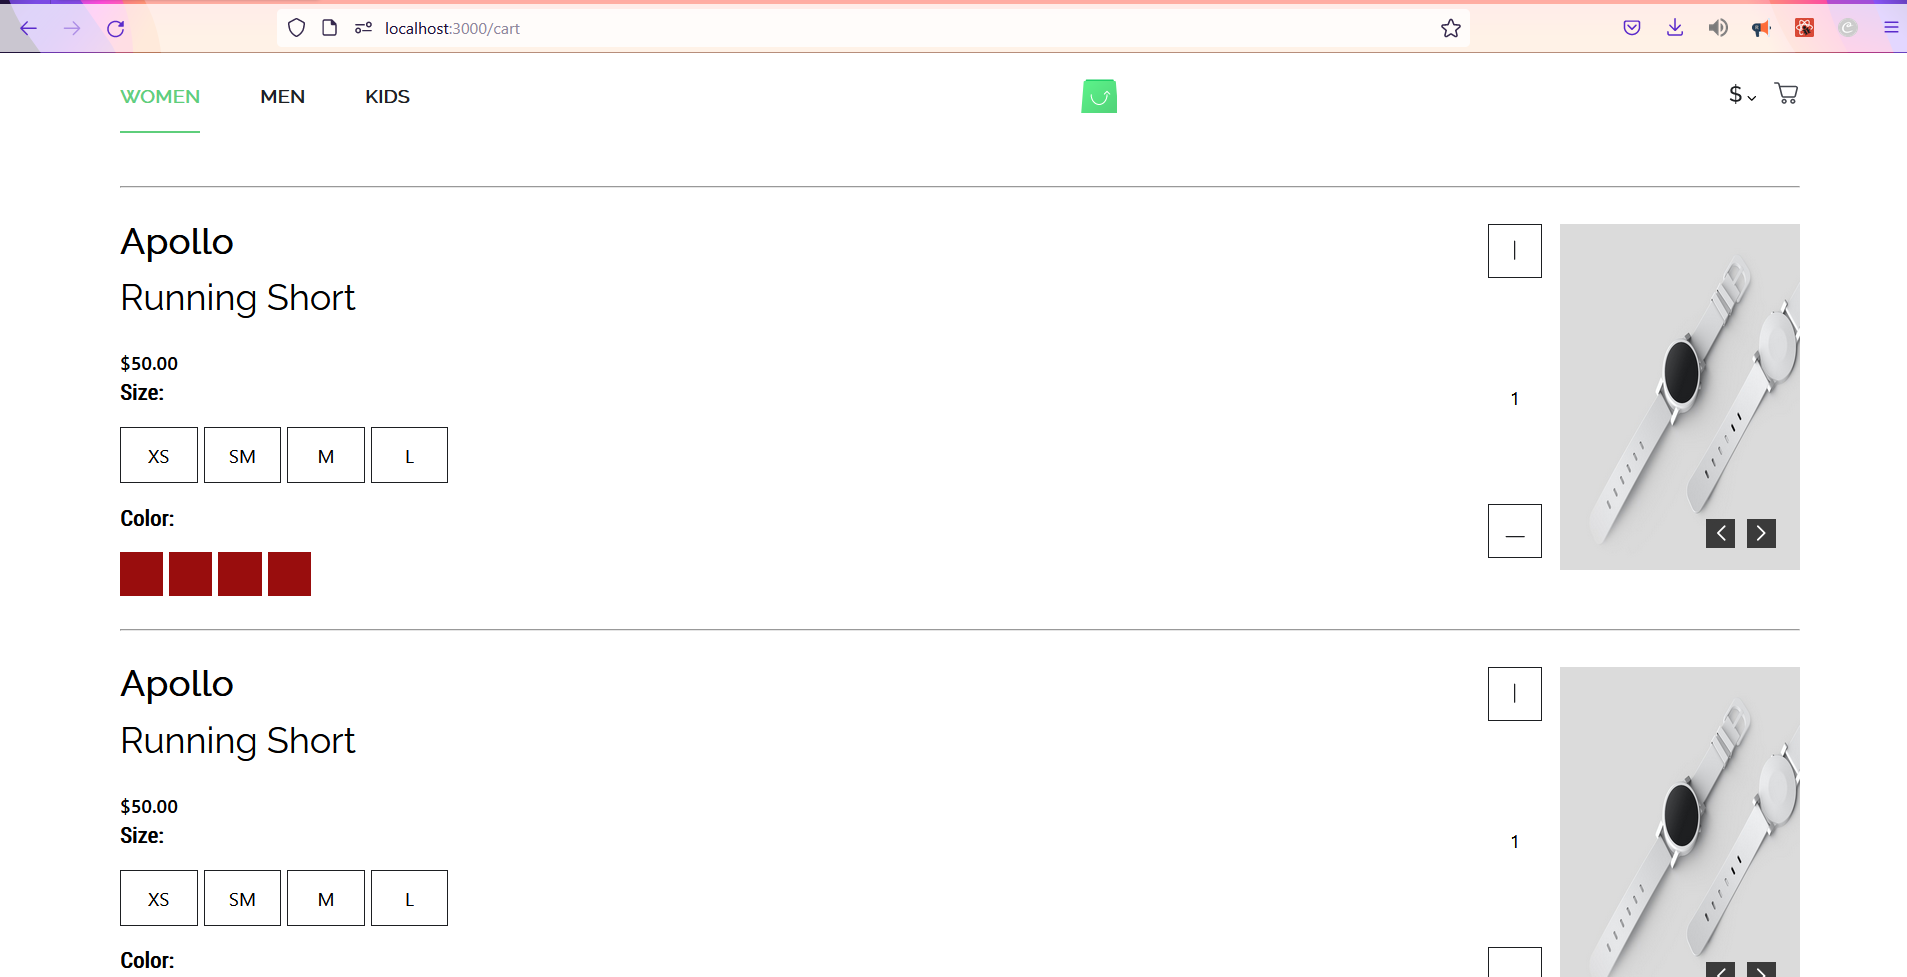 localhost:3000/cart
WOMEN MEN KIDS $
Apollo
Running Short
$50.00
Size:
XS SM M L
1
Color:
Apollo
Running Short
$50.00
Size:
1
XS SM M L
Color: